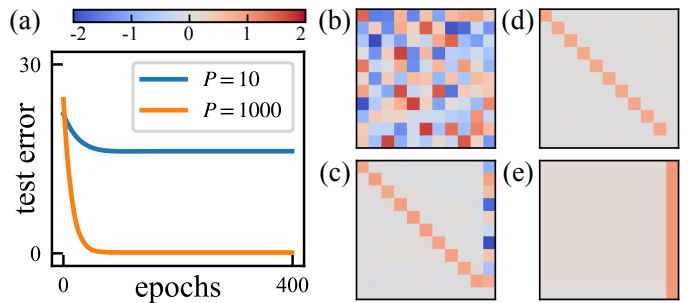 (a)
-2 -1 0 1 2
30
P = 10
P = 1000
test error
0
0 400
epochs
(b)
(d)
(c)
(e)